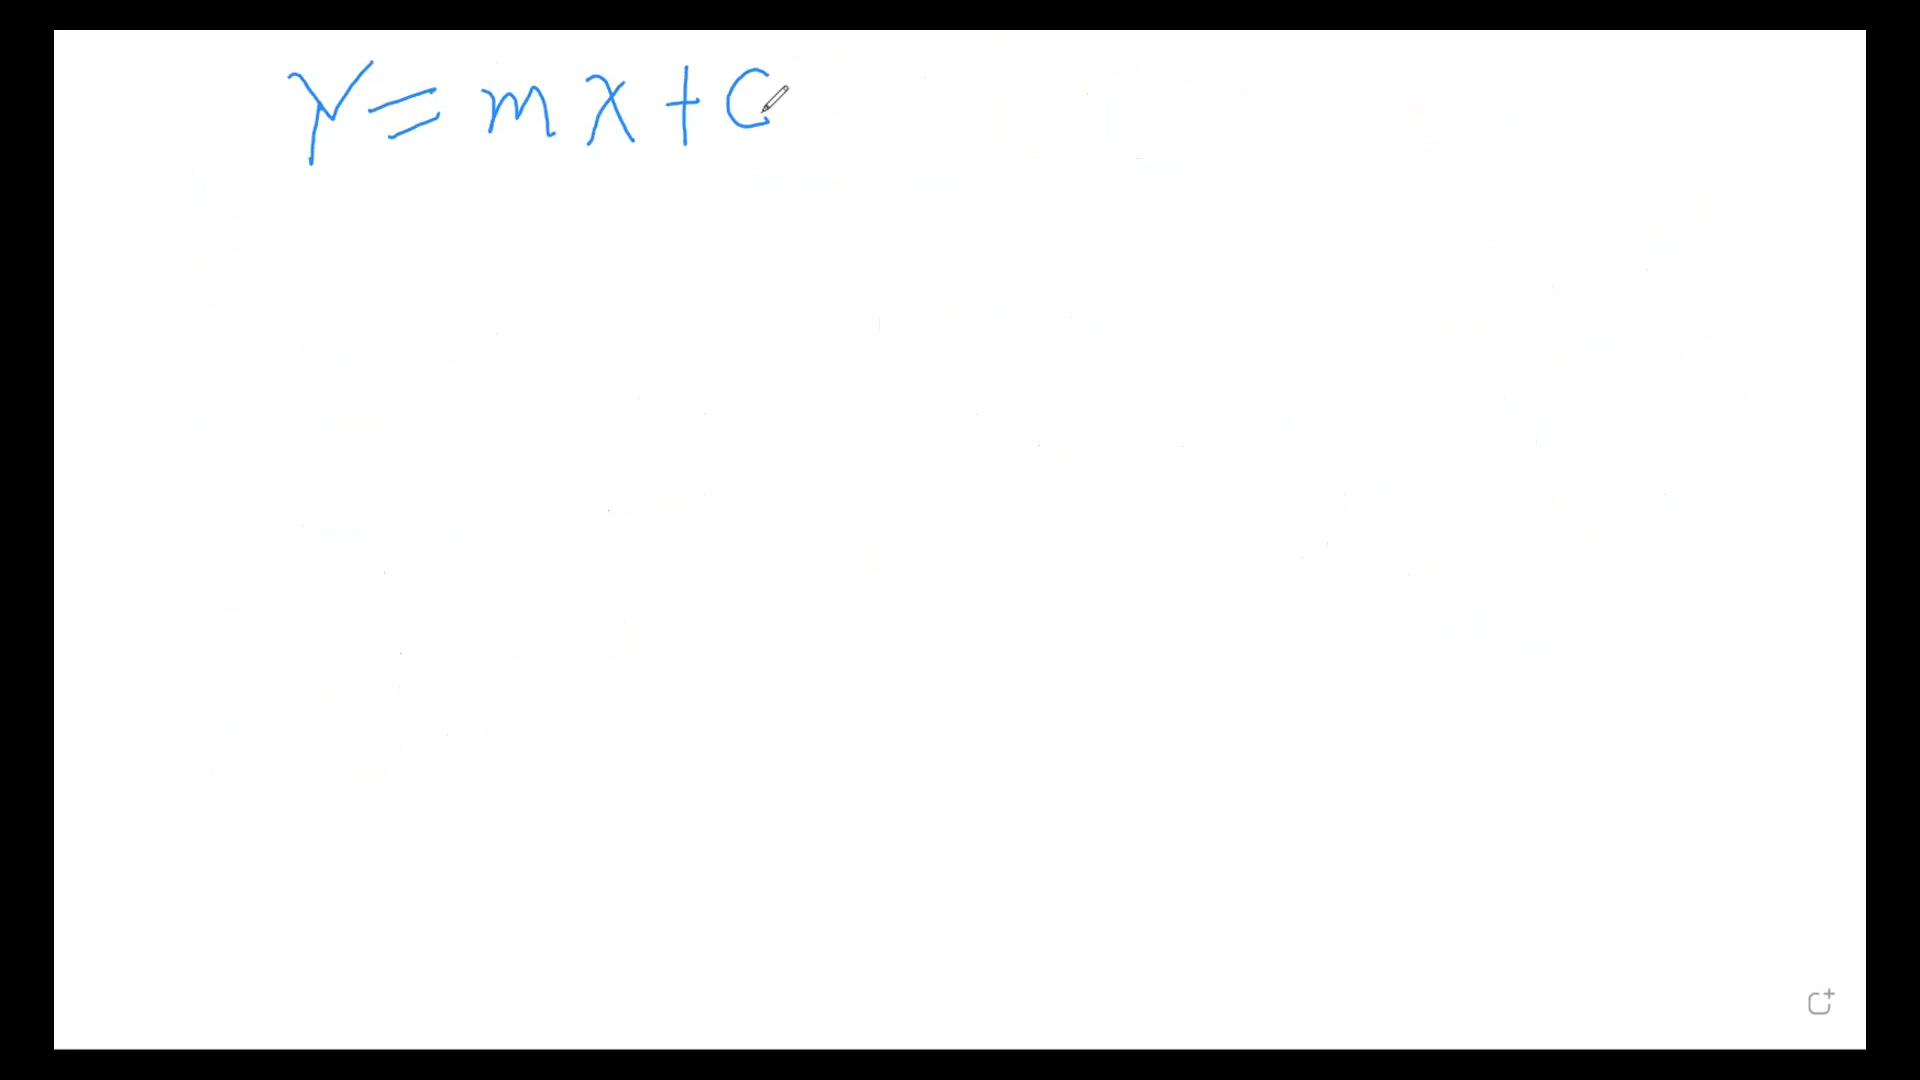 y = mx + c